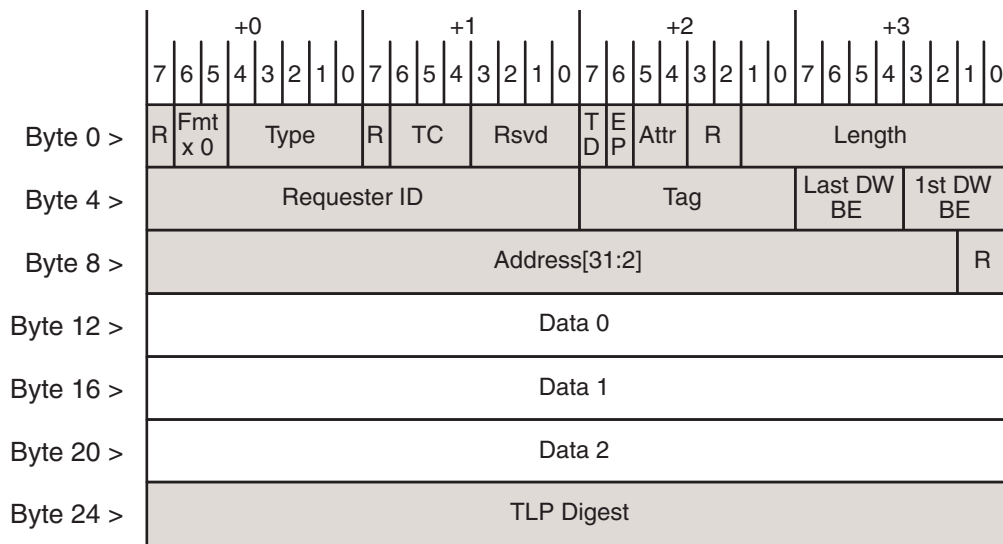 +0 +1 +2 +3
7 6 5 4 3 2 1 0 7 6 5 4 3 2 1 0 7 6 5 4 3 2 1 0 7 6 5 4 3 2 1 0
Byte 0 > R Fmt x 0 Type R TC Rsvd TD EP Attr R Length
Byte 4 > Requester ID Tag Last DW BE 1st DW BE
Byte 8 > Address[31:2] R
Byte 12 > Data 0
Byte 16 > Data 1
Byte 20 > Data 2
Byte 24 > TLP Digest